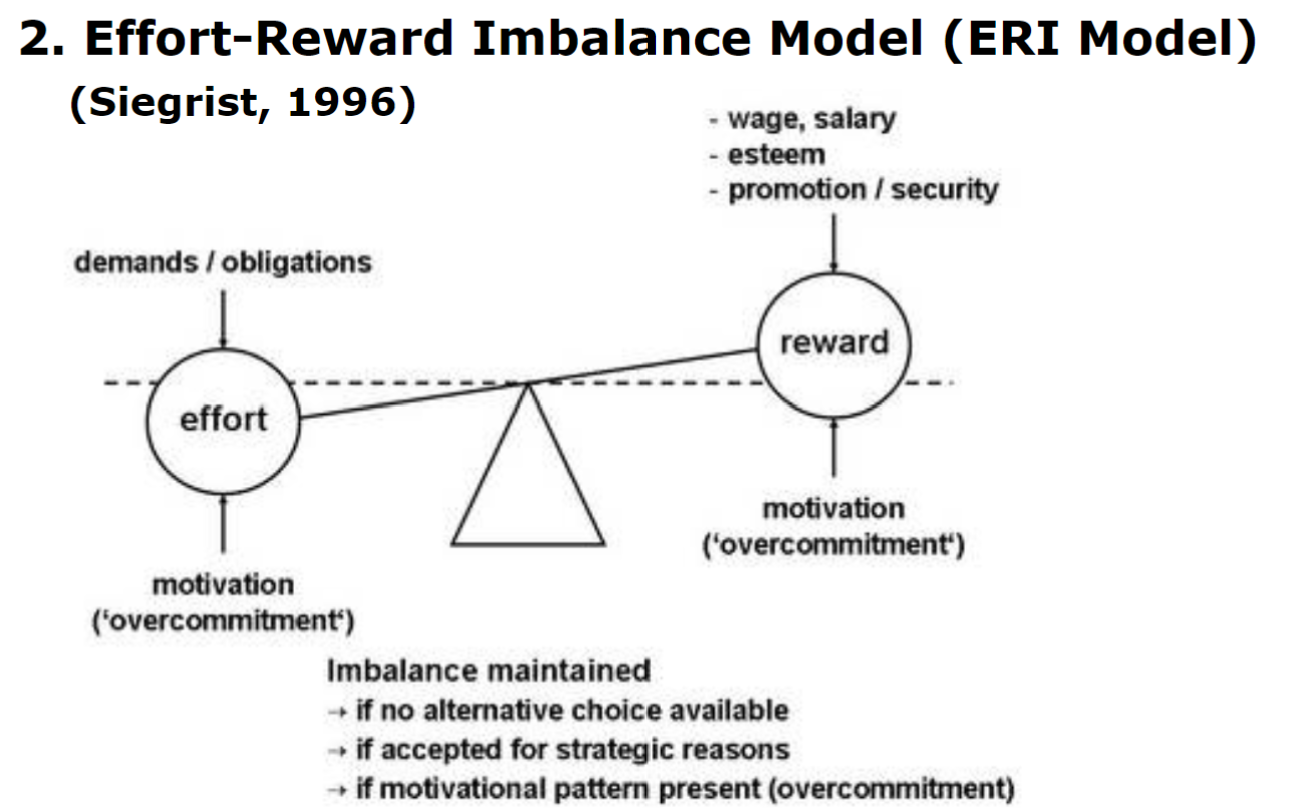 2. Effort-Reward Imbalance Model (ERI Model)
(Siegrist, 1996)
- wage, salary
- esteem
- promotion / security
demands / obligations
reward
effort
motivation
(‘overcommitment‘)
motivation
(‘overcommitment‘)
Imbalance maintained
→ if no alternative choice available
→ if accepted for strategic reasons
→ if motivational pattern present (overcommitment)